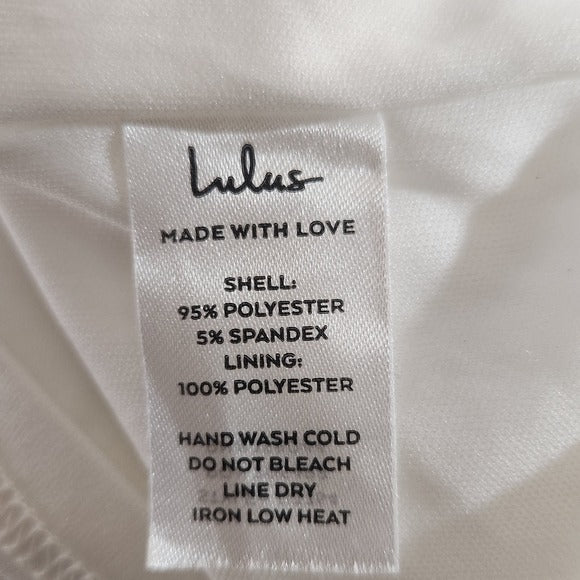 Lulus
MADE WITH LOVE
SHELL:
95% POLYESTER
5% SPANDEX
LINING:
100% POLYESTER
HAND WASH COLD
DO NOT BLEACH
LINE DRY
IRON LOW HEAT